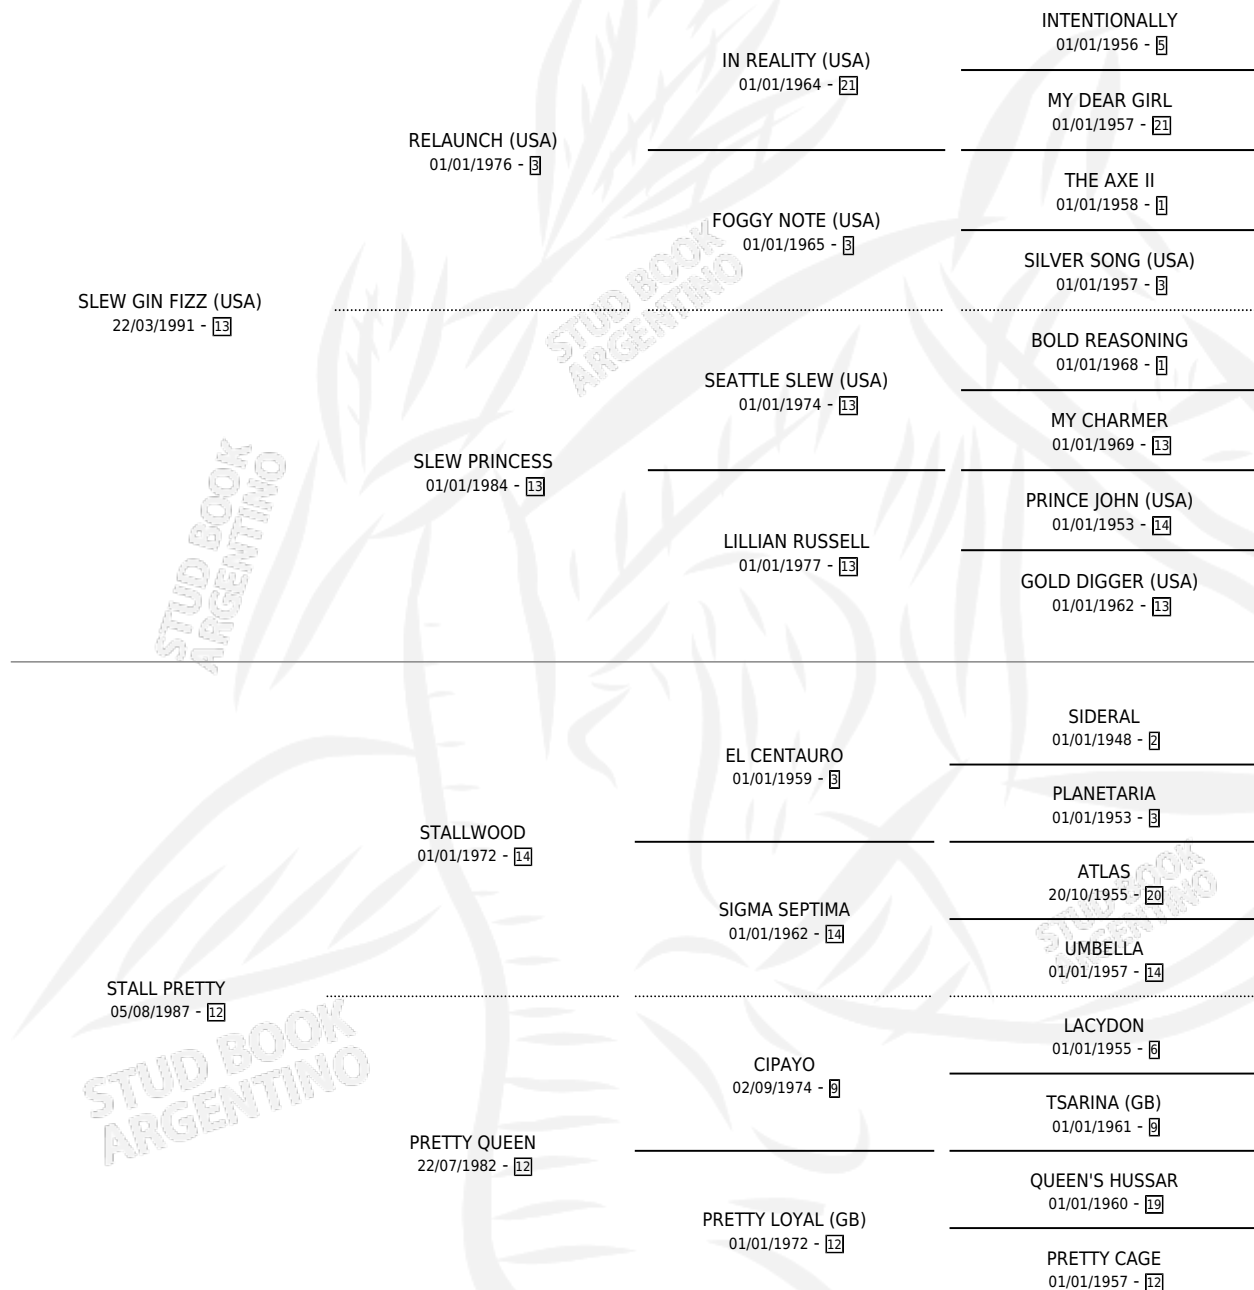 INTENTIONALLY
01/01/1956 - 5
IN REALITY (USA)
01/01/1964 - 21
MY DEAR GIRL
01/01/1957 - 21
RELAUNCH (USA)
01/01/1976 - 3
THE AXE II
01/01/1958 - 1
FOGGY NOTE (USA)
01/01/1965 - 3
SILVER SONG (USA)
01/01/1957 - 3
SLEW GIN FIZZ (USA)
22/03/1991 - 13
STUD BOOK
ARGENTINO
BOLD REASONING
01/01/1968 - 1
SEATTLE SLEW (USA)
01/01/1974 - 13
MY CHARMER
01/01/1969 - 13
SLEW PRINCESS
01/01/1984 - 13
PRINCE JOHN (USA)
01/01/1953 - 14
LILLIAN RUSSELL
01/01/1977 - 13
GOLD DIGGER (USA)
01/01/1962 - 13
STUD BOOK
ARGENTINO
SIDERAL
01/01/1948 - 2
EL CENTAURO
01/01/1959 - 3
PLANETARIA
01/01/1953 - 3
STALLWOOD
01/01/1972 - 14
ATLAS
20/10/1955 - 20
SIGMA SEPTIMA
01/01/1962 - 14
UMBELLA
01/01/1957 - 14
STUD BOOK
ARGENTINO
STALL PRETTY
05/08/1987 - 12
STUD BOOK
ARGENTINO
LACYDON
01/01/1955 - 6
CIPAYO
02/09/1974 - 9
TSARINA (GB)
01/01/1961 - 9
PRETTY QUEEN
22/07/1982 - 12
QUEEN'S HUSSAR
01/01/1960 - 19
PRETTY LOYAL (GB)
01/01/1972 - 12
PRETTY CAGE
01/01/1957 - 12